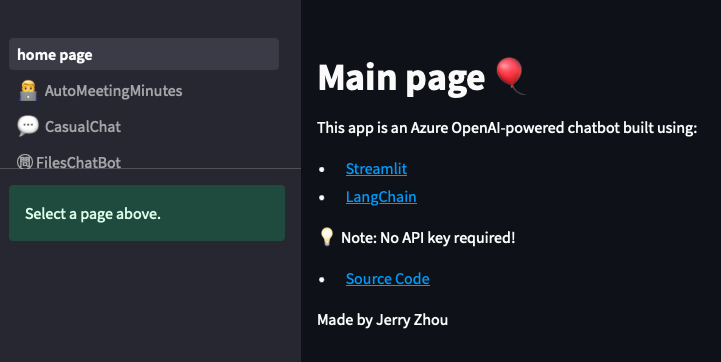 home page
AutoMeetingMinutes
CasualChat
FilesChatBot
Select a page above.
Main page
This app is an Azure OpenAI-powered chatbot built using:
Streamlit
LangChain
Note: No API key required!
Source Code
Made by Jerry Zhou